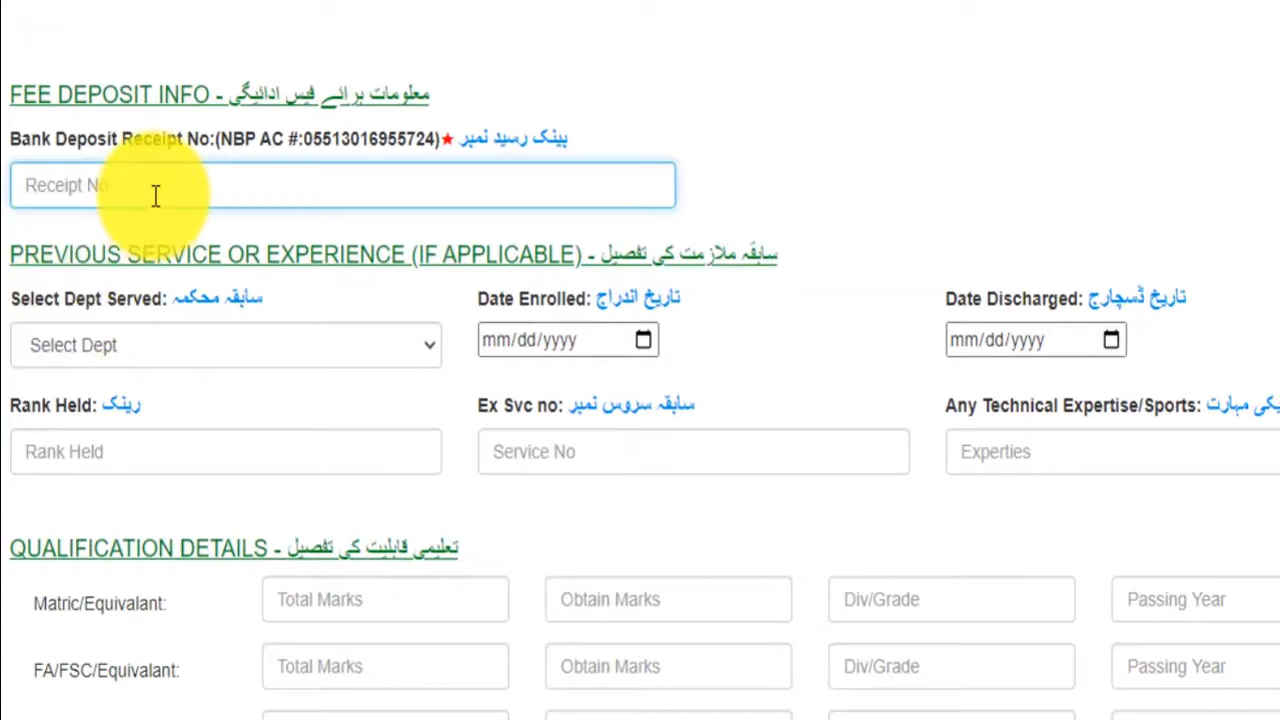 FEE DEPOSIT INFO - معلومات برائے فیس ادائیگی
Bank Deposit Receipt No:(NBP AC #:05513016955724)★ بینک رسید نمبر
Receipt No
PREVIOUS SERVICE OR EXPERIENCE (IF APPLICABLE) - سابقہ ملازمت کی تفصیل
Select Dept Served: سابقہ محکمہ
Date Enrolled: تاریخ اندراج
Date Discharged: تاریخ ڈسچارج
Select Dept
mm/dd/yyyy
mm/dd/yyyy
Rank Held: رینک
Ex Svc no: سابقہ سروس نمبر
Any Technical Expertise/Sports: مہارت
Rank Held
Service No
Experties
QUALIFICATION DETAILS - تعلیمی قابلیت کی تفصیل
Matric/Equivalant: Total Marks Obtain Marks Div/Grade Passing Year
FA/FSC/Equivalant: Total Marks Obtain Marks Div/Grade Passing Year